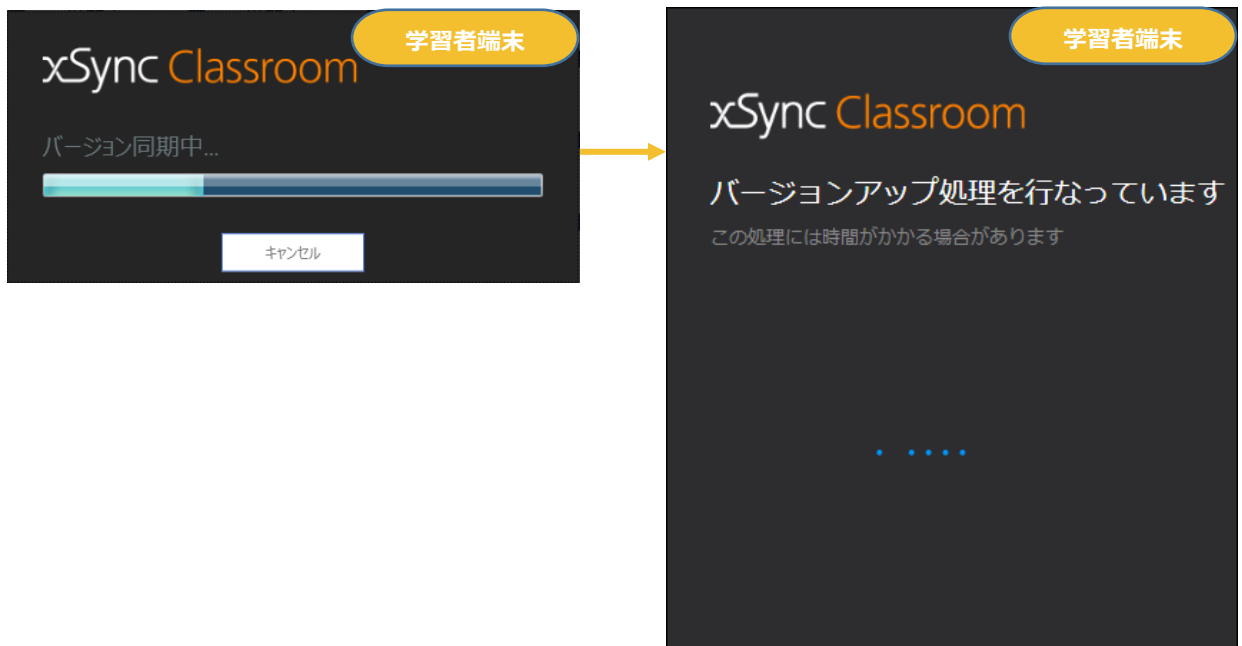 学習者端末
xSync Classroom
バージョン同期中...
キャンセル
学習者端末
xSync Classroom
バージョンアップ処理を行なっています
この処理には時間がかかる場合があります